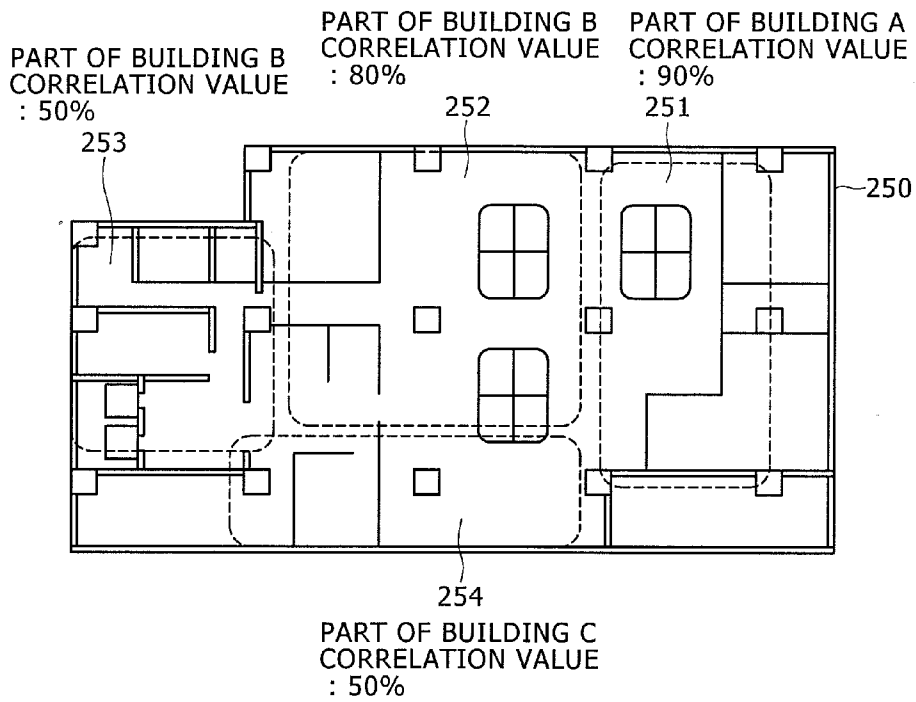 PART OF BUILDING B
CORRELATION VALUE
: 50%
253
PART OF BUILDING B
CORRELATION VALUE
: 80%
252
PART OF BUILDING A
CORRELATION VALUE
: 90%
251
250
254
PART OF BUILDING C
CORRELATION VALUE
: 50%